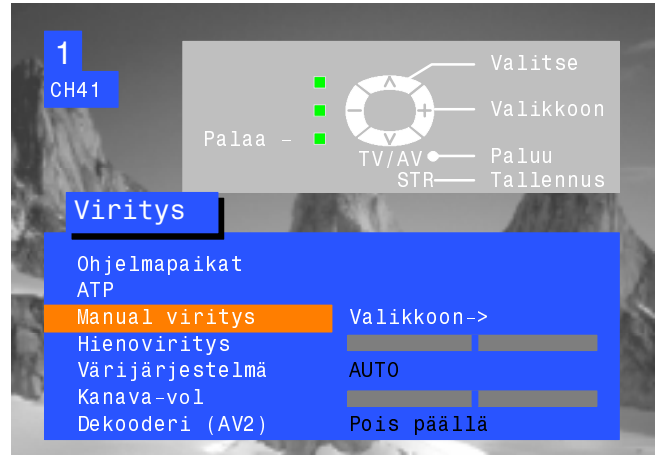 1
CH41
Valitse
Valikkoon
Palaa -
TV/AV Paluu
STR Tallennus
Viritys
Ohjelmapaikat
ATP
Manual viritys Valikkoon->
Hienoviritys
Värijärjestelmä AUTO
Kanava-vol
Dekooderi (AV2) Pois päällä